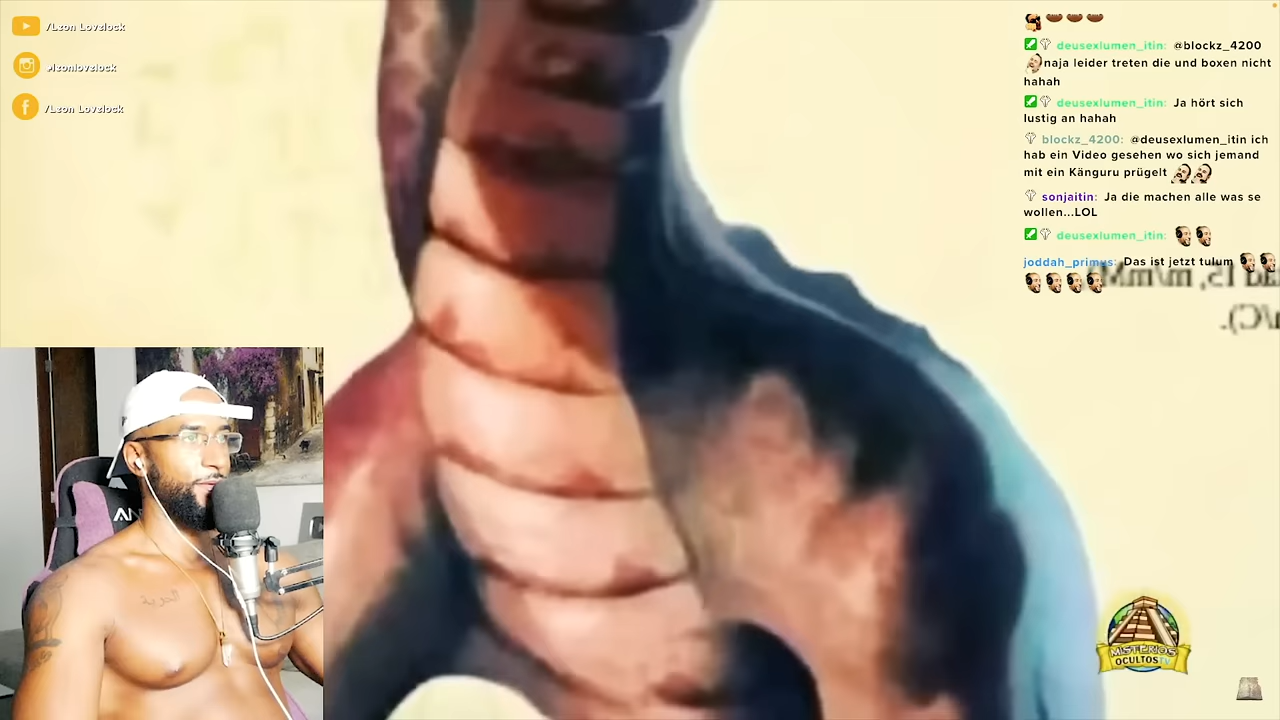 /Leon Lovelock
leonlovelock
/Leon Lovelock
deusexlumen_itin: @blockz_4200
naja leider treten die und boxen nicht
hahah
deusexlumen_itin: Ja hört sich
lustig an hahah
blockz_4200: @deusexlumen_itin ich
hab ein Video gesehen wo sich jemand
mit ein Känguru prügelt
sonjaitin: Ja die machen alle was se
wollen...LOL
deusexlumen_itin:
joddah_primus: Das ist jetzt tulum
AN
MISTERIOS
OCULTOS TV